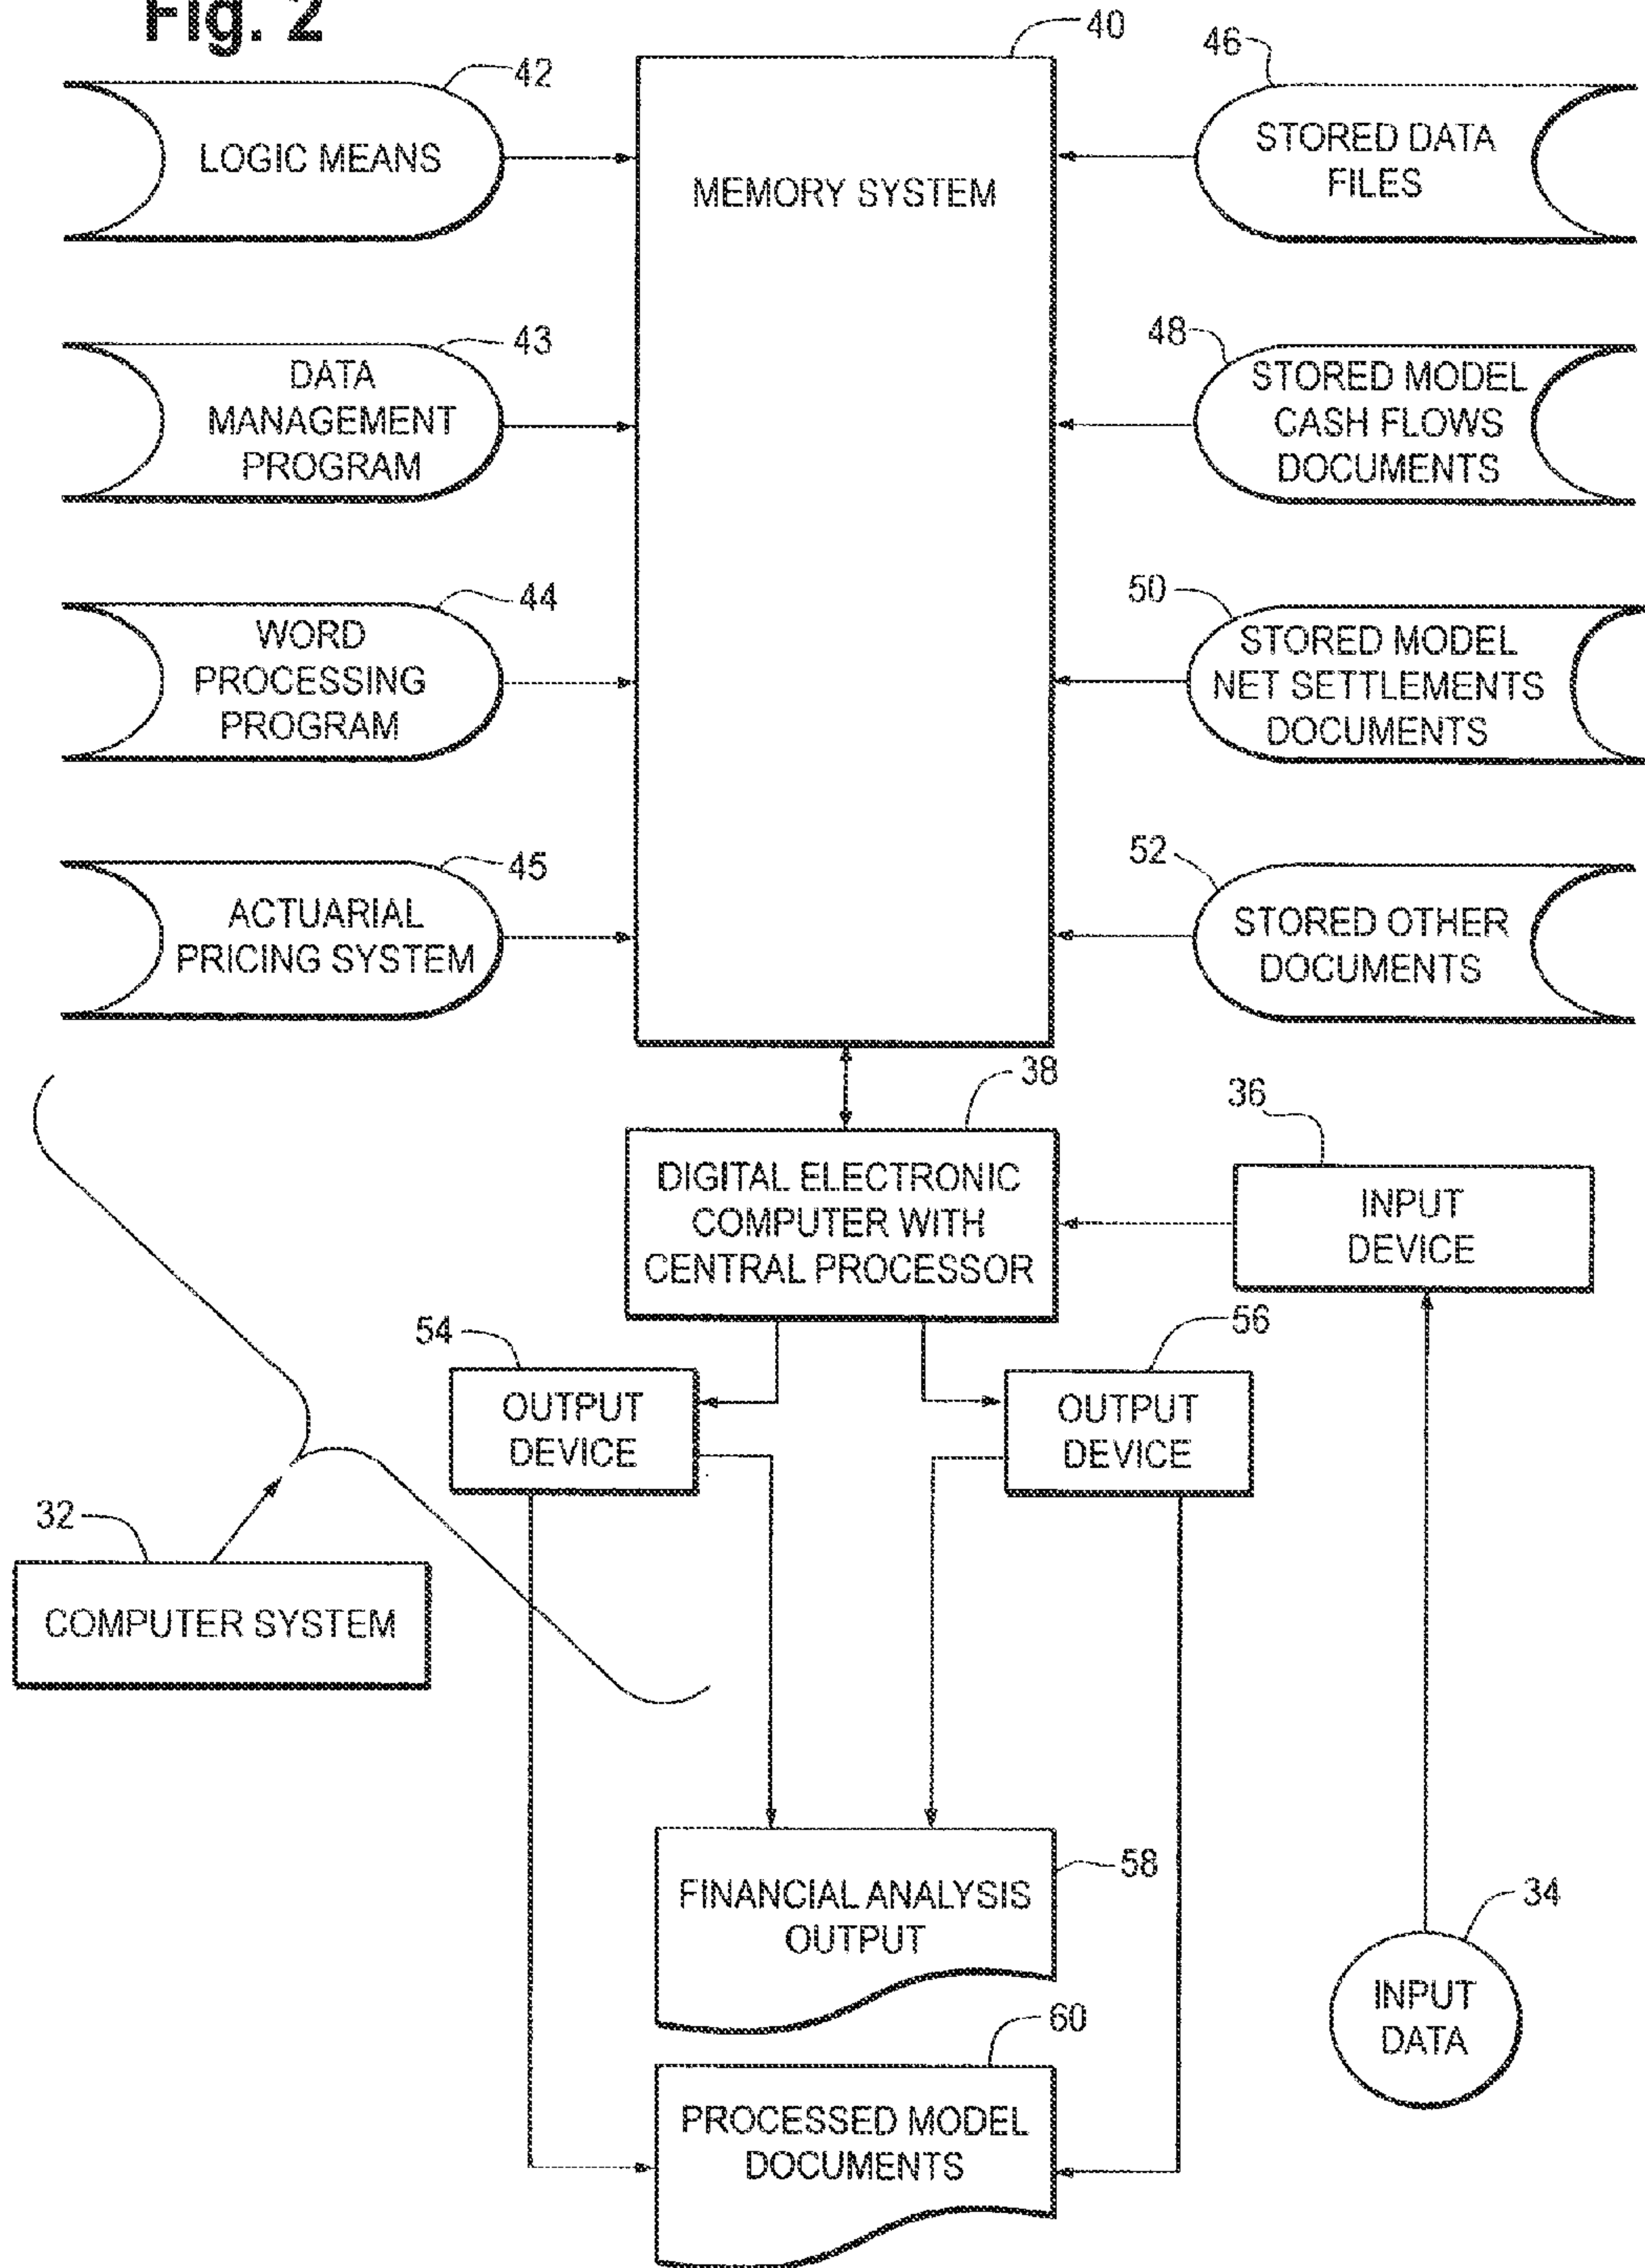 Fig. 2
40
46
42
LOGIC MEANS
MEMORY SYSTEM
STORED DATA
FILES
43
DATA
MANAGEMENT
PROGRAM
48
STORED MODEL
CASH FLOWS
DOCUMENTS
44
WORD
PROCESSING
PROGRAM
50
STORED MODEL
NET SETTLEMENTS
DOCUMENTS
45
ACTUARIAL
PRICING SYSTEM
52
STORED OTHER
DOCUMENTS
38
DIGITAL ELECTRONIC
COMPUTER WITH
CENTRAL PROCESSOR
36
INPUT
DEVICE
54
OUTPUT
DEVICE
56
OUTPUT
DEVICE
32
COMPUTER SYSTEM
58
FINANCIAL ANALYSIS
OUTPUT
34
INPUT
DATA
60
PROCESSED MODEL
DOCUMENTS